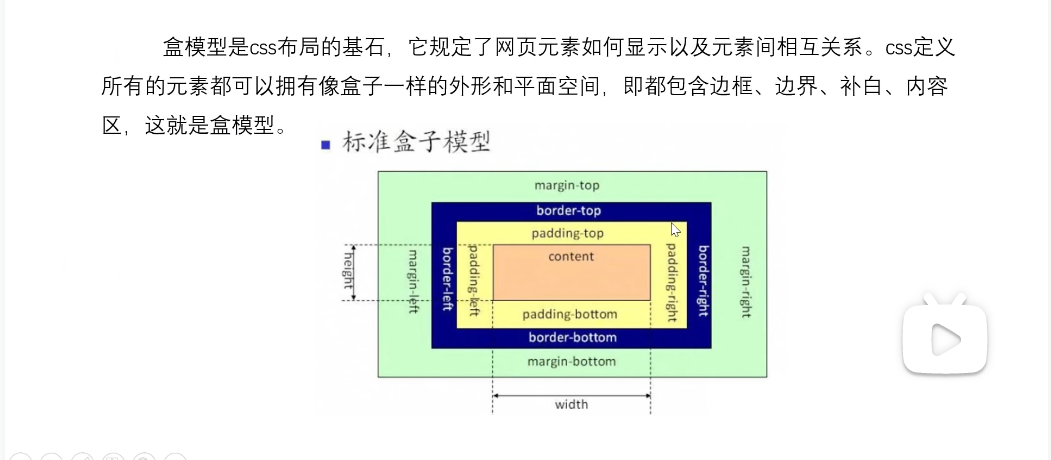 盒模型是css布局的基石，它规定了网页元素如何显示以及元素间相互关系。css定义
所有的元素都可以拥有像盒子一样的外形和平面空间，即都包含边框、边界、补白、内容
区，这就是盒模型。
标准盒子模型
margin-top
border-top
padding-top
content
height
margin-left
border-left
padding-left
padding-right
border-right
margin-right
padding-bottom
border-bottom
margin-bottom
width